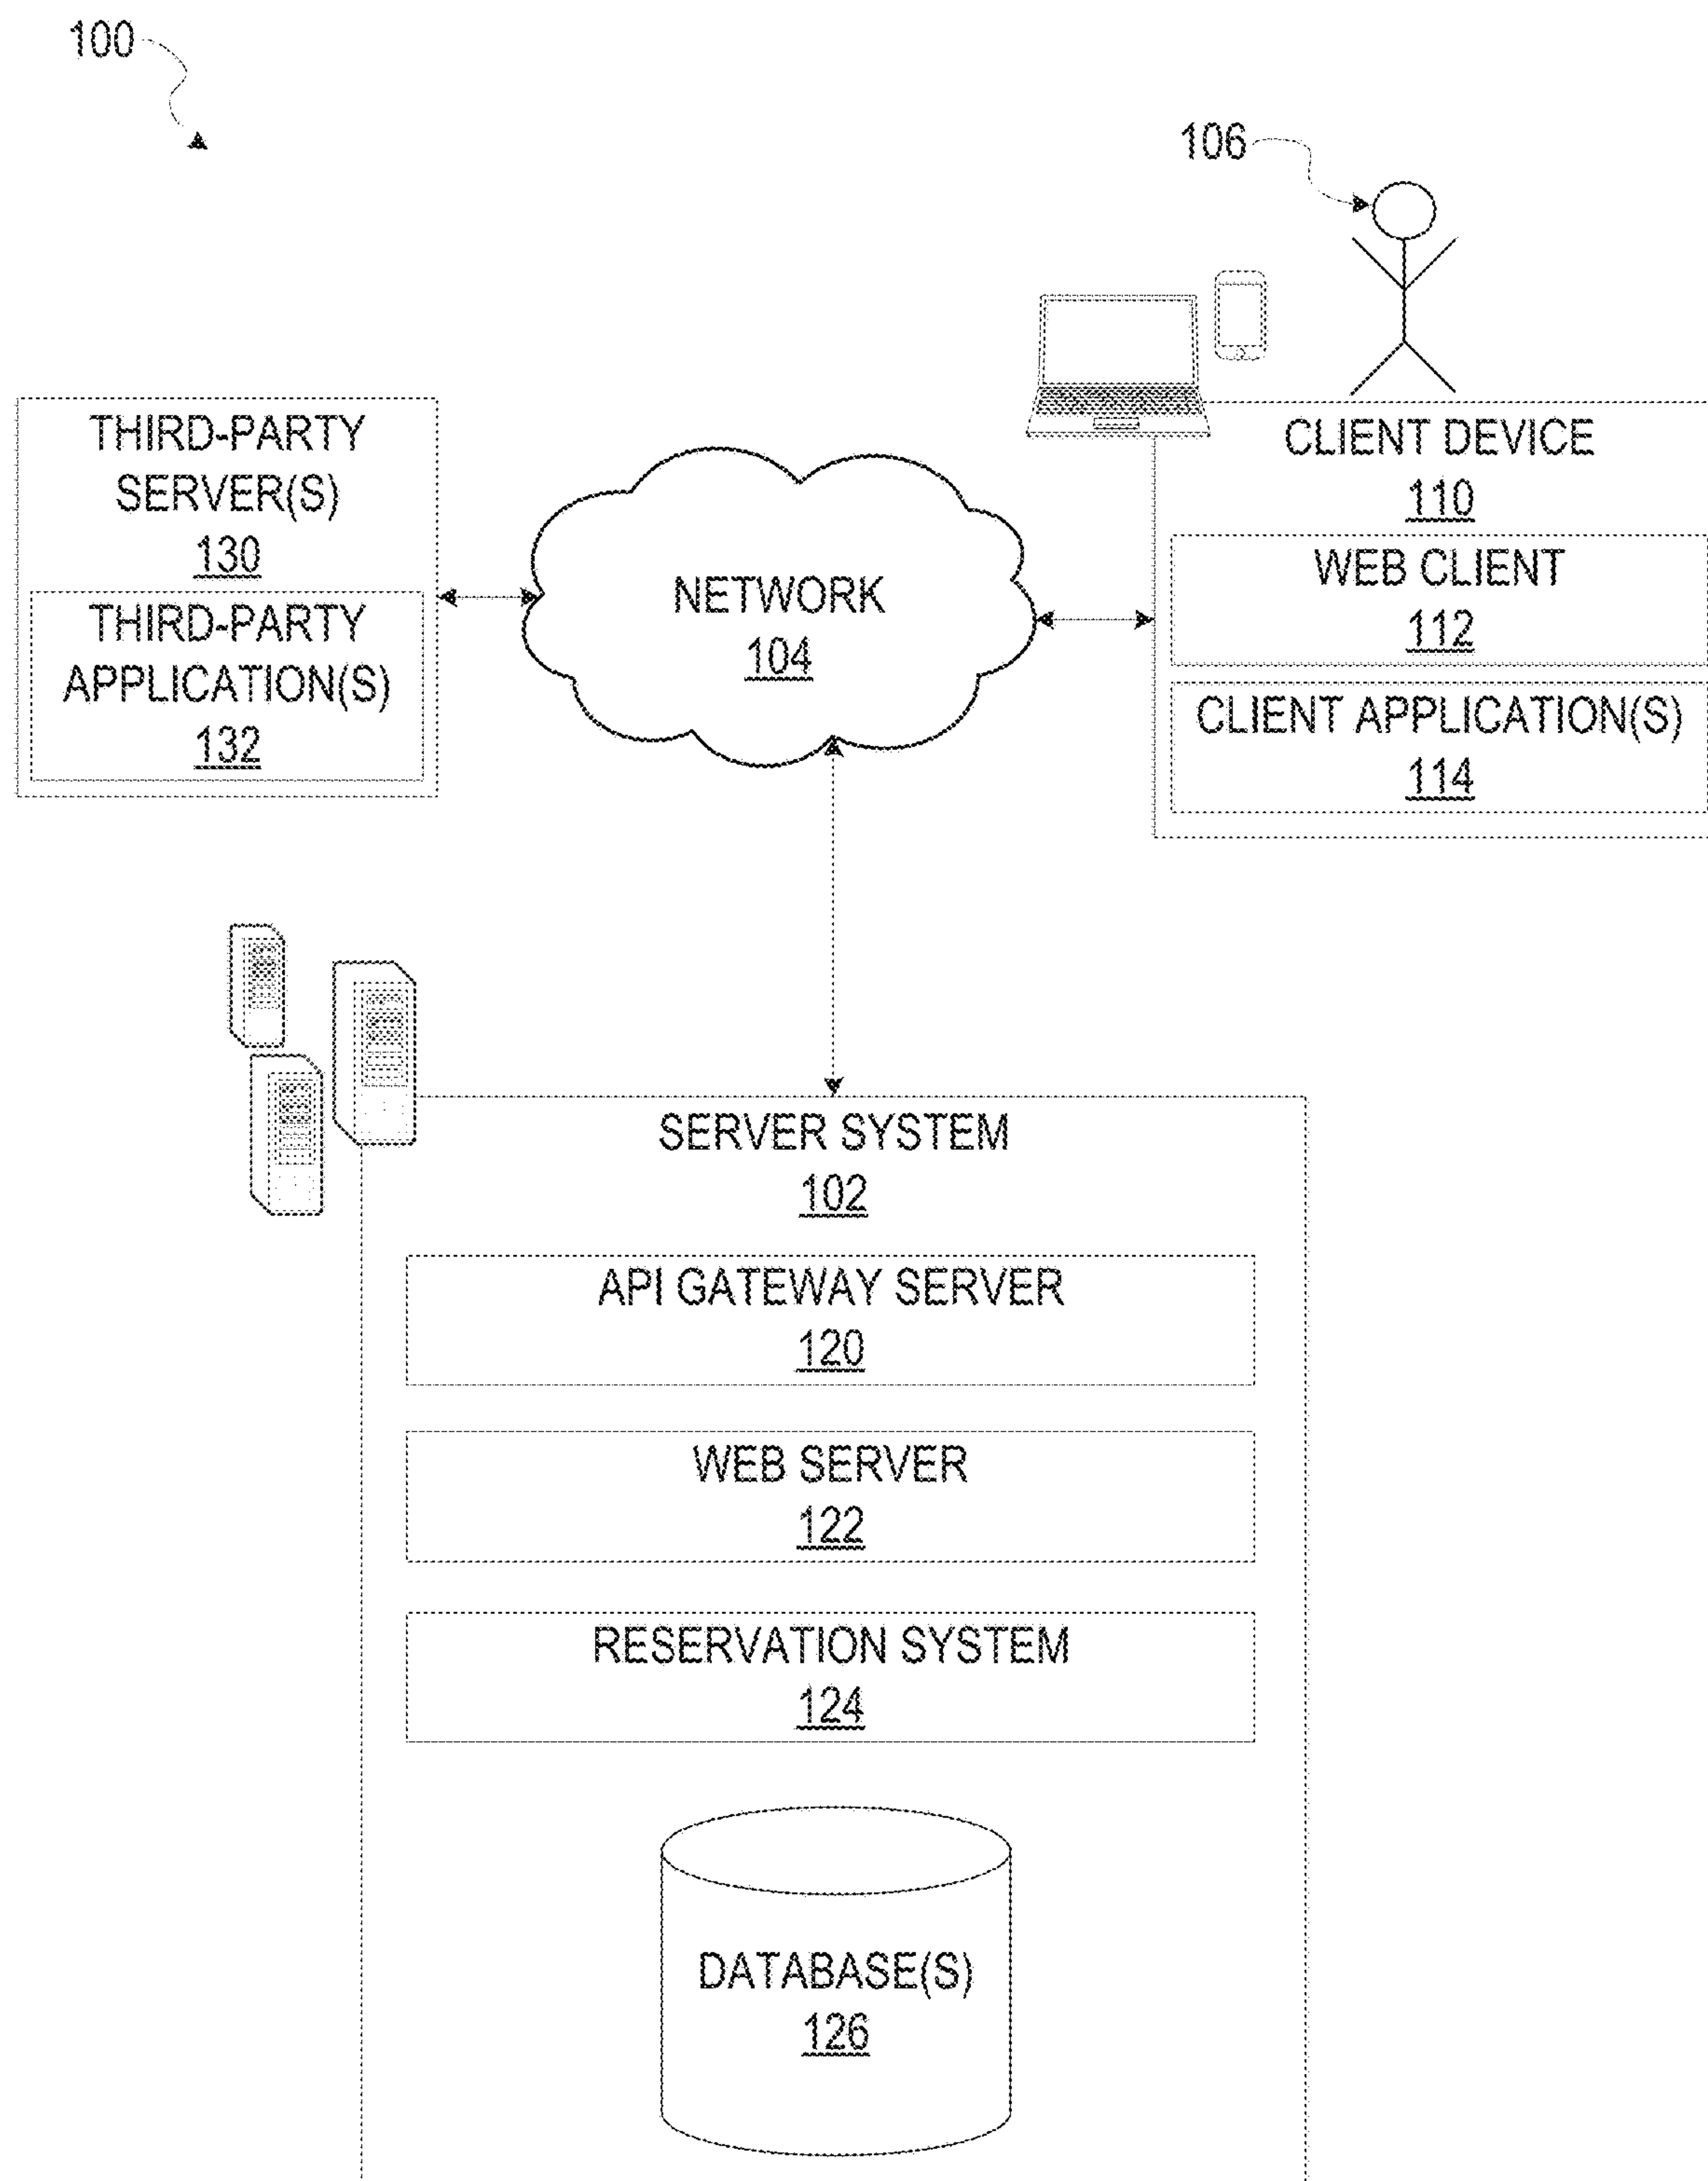 100
106
THIRD-PARTY
SERVER(S)
130
THIRD-PARTY
APPLICATION(S)
132
NETWORK
104
CLIENT DEVICE
110
WEB CLIENT
112
CLIENT APPLICATION(S)
114
SERVER SYSTEM
102
API GATEWAY SERVER
120
WEB SERVER
122
RESERVATION SYSTEM
124
DATABASE(S)
126